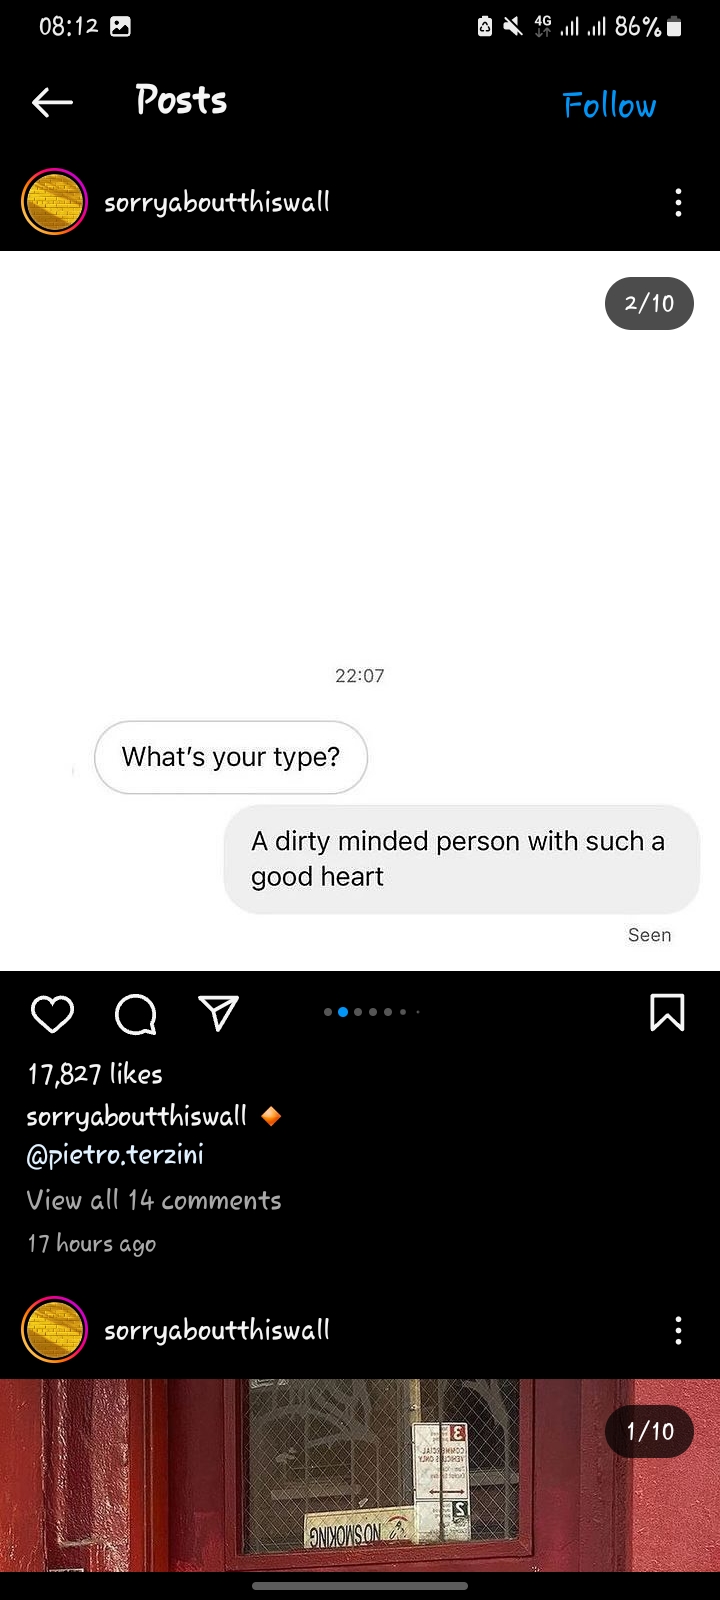 08:12 4G 86%
Posts Follow
sorryaboutthiswall
2/10
22:07
What's your type?
A dirty minded person with such a
good heart
Seen
17,827 likes
sorryaboutthiswall
@pietro.terzini
View all 14 comments
17 hours ago
sorryaboutthiswall
1/10
3
COMMERCIAL
VEHICLES ONLY
2
NO SMOKING